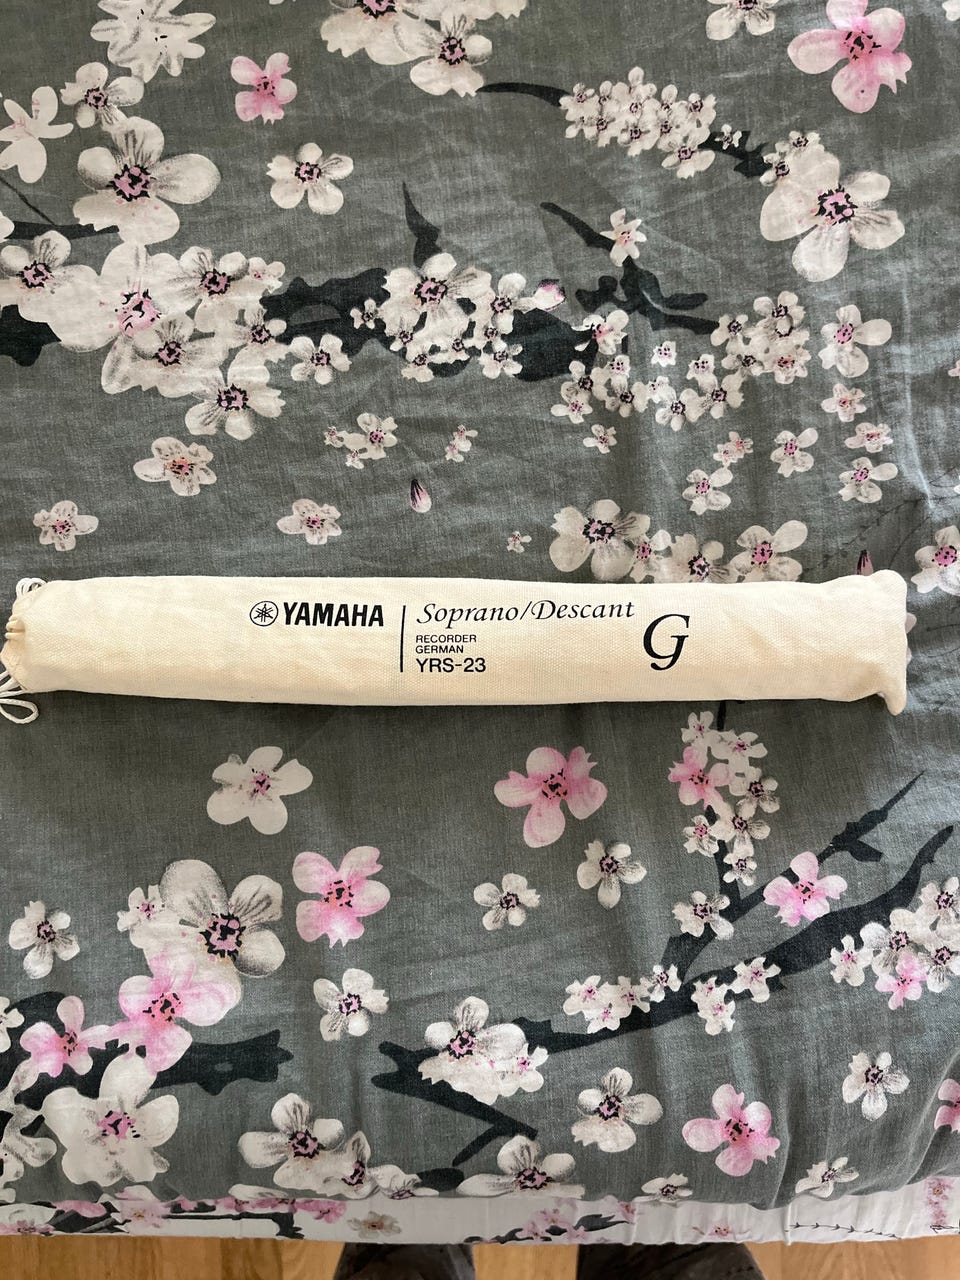 YAMAHA
Soprano/Descant
RECORDER
GERMAN
YRS-23
G